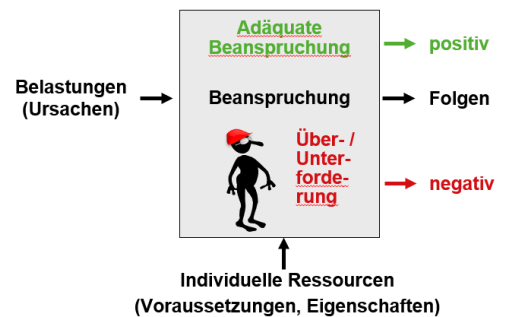 Adäquate
Beanspruchung
positiv
Belastungen
(Ursachen)
Beanspruchung
Folgen
Über- /
Unter-
forde-
rung
negativ
Individuelle Ressourcen
(Voraussetzungen, Eigenschaften)